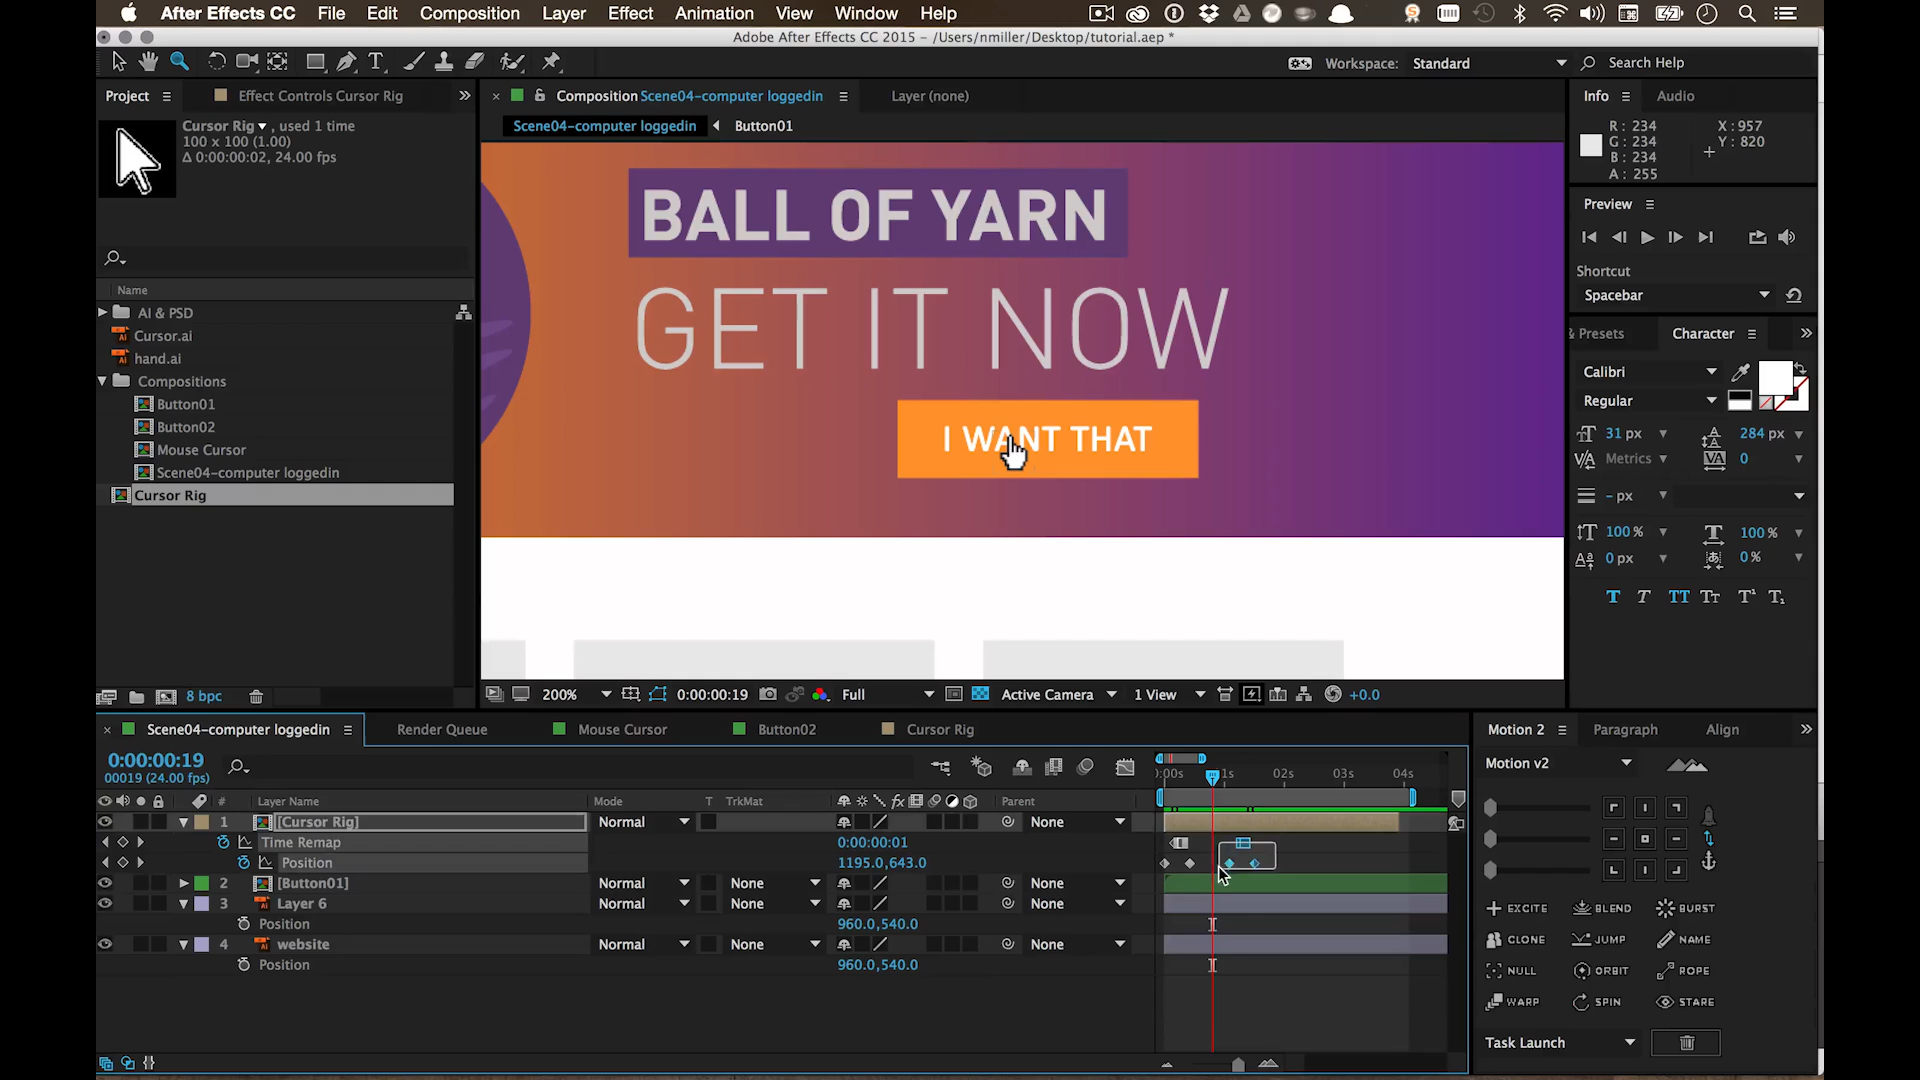 After Effects CC File Edit Composition Layer Effect Animation View Window Help
Adobe After Effects CC 2015 – /Users/nmiller/Desktop/tutorial.aep *
Workspace: Standard Search Help
Project Effect Controls Cursor Rig
Cursor Rig, used 1 time
100 x 100 (1.00)
Δ 0:00:00:02, 24.00 fps
Name
AI & PSD
Cursor.ai
hand.ai
Compositions
Button01
Button02
Mouse Cursor
Scene04-computer loggedin
Cursor Rig
8 bpc
Composition Scene04-computer loggedin Layer (none)
Scene04-computer loggedin Button01
BALL OF YARN
GET IT NOW
I WANT THAT
200% 0:00:00:19 Full Active Camera 1 View +0.0
Info Audio
R: 234 X: 957
G: 234 Y: 820
B: 234
A: 255
Preview
Shortcut
Spacebar
& Presets Character
Calibri
Regular
31 px 284 px
Metrics 0
- px
100% 100%
0 px 0%
Scene04-computer loggedin Render Queue Mouse Cursor Button02 Cursor Rig
0:00:00:19
00019 (24.00 fps)
:00s 1s 02s 03s 04s
# Layer Name Mode T TrkMat Parent
1 [Cursor Rig] Normal None
Time Remap 0:00:00:01
Position 1195.0,643.0
2 [Button01] Normal None None
3 Layer 6 Normal None None
Position 960.0,540.0
4 website Normal None None
Position 960.0,540.0
Motion 2 Paragraph Align
Motion v2
EXCITE BLEND BURST
CLONE JUMP NAME
NULL ORBIT ROPE
WARP SPIN STARE
Task Launch